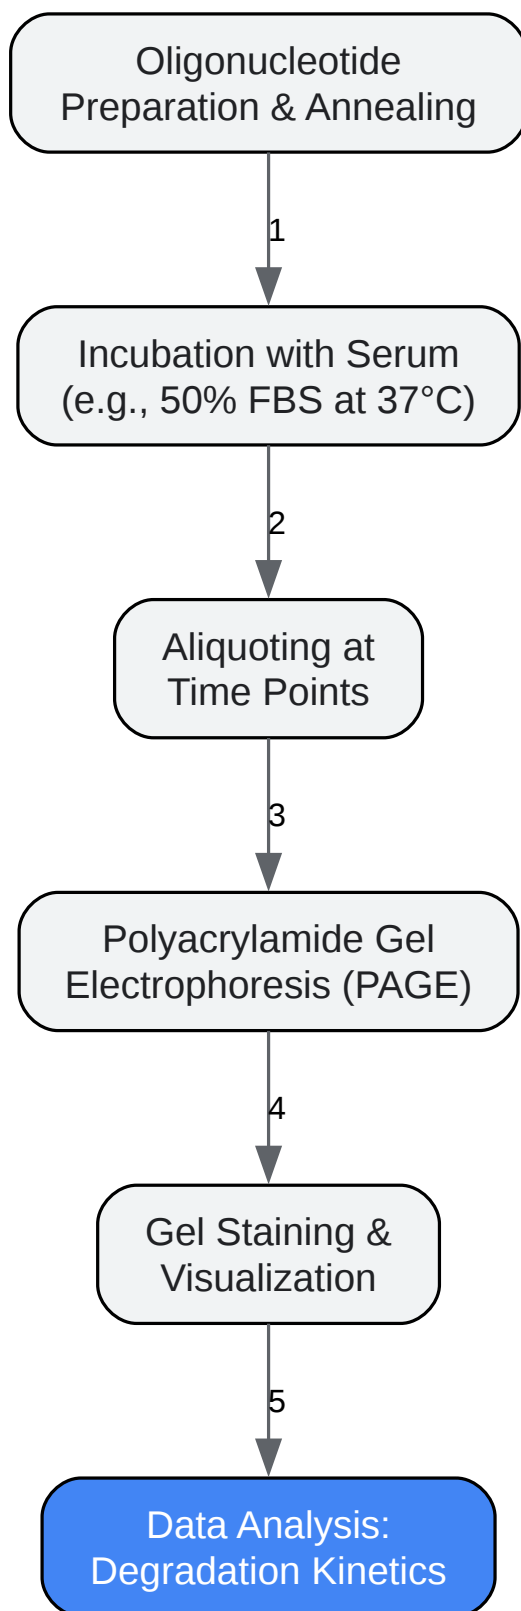 Oligonucleotide
Preparation & Annealing
1
Incubation with Serum
(e.g., 50% FBS at 37°C)
2
Aliquoting at
Time Points
3
Polyacrylamide Gel
Electrophoresis (PAGE)
4
Gel Staining &
Visualization
5
Data Analysis:
Degradation Kinetics